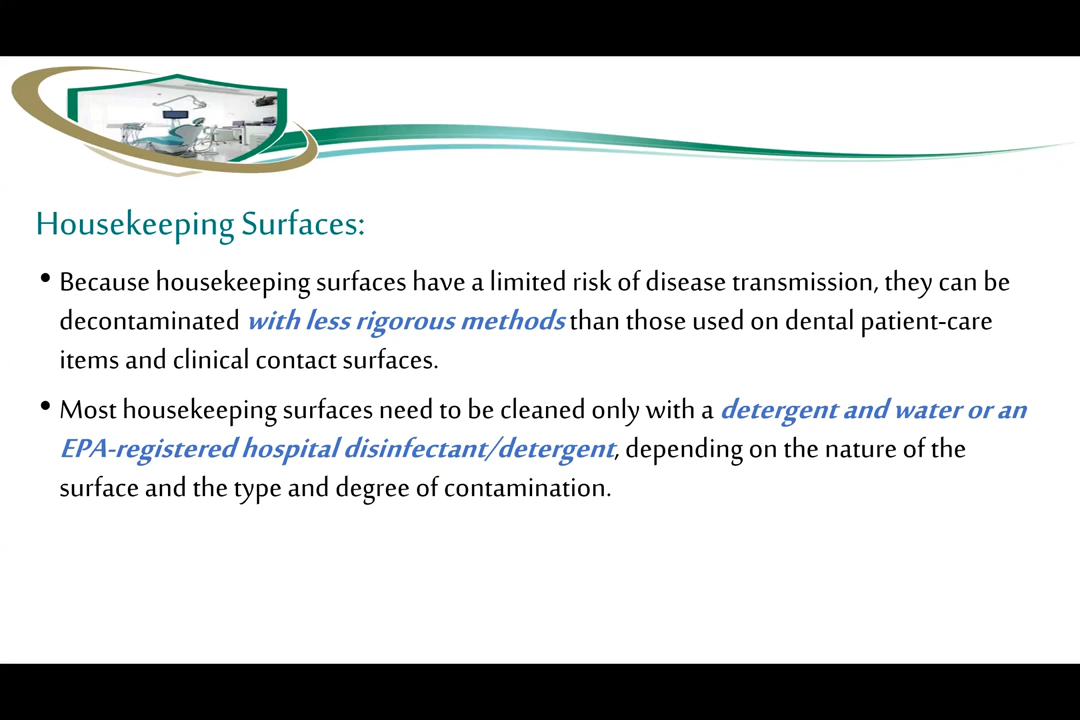 Housekeeping Surfaces:
• Because housekeeping surfaces have a limited risk of disease transmission, they can be
decontaminated with less rigorous methods than those used on dental patient-care
items and clinical contact surfaces.
• Most housekeeping surfaces need to be cleaned only with a detergent and water or an
EPA-registered hospital disinfectant/detergent, depending on the nature of the
surface and the type and degree of contamination.